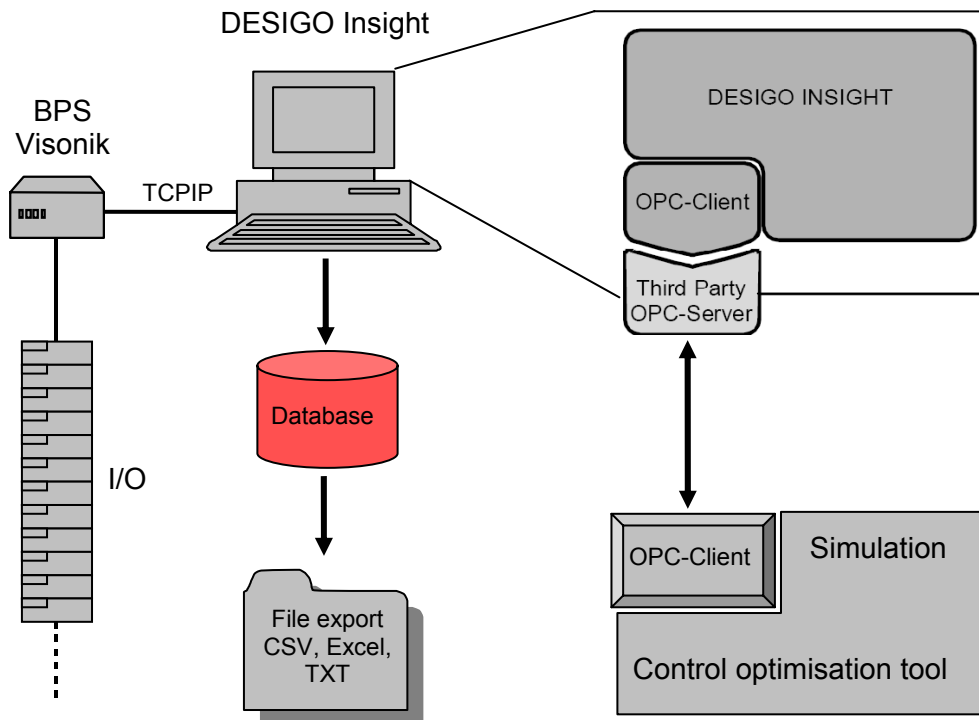 DESIGO Insight
BPS
Visonik
TCPIP
I/O
Database
File export
CSV, Excel,
TXT
DESIGO INSIGHT
OPC-Client
Third Party
OPC-Server
OPC-Client
Simulation
Control optimisation tool